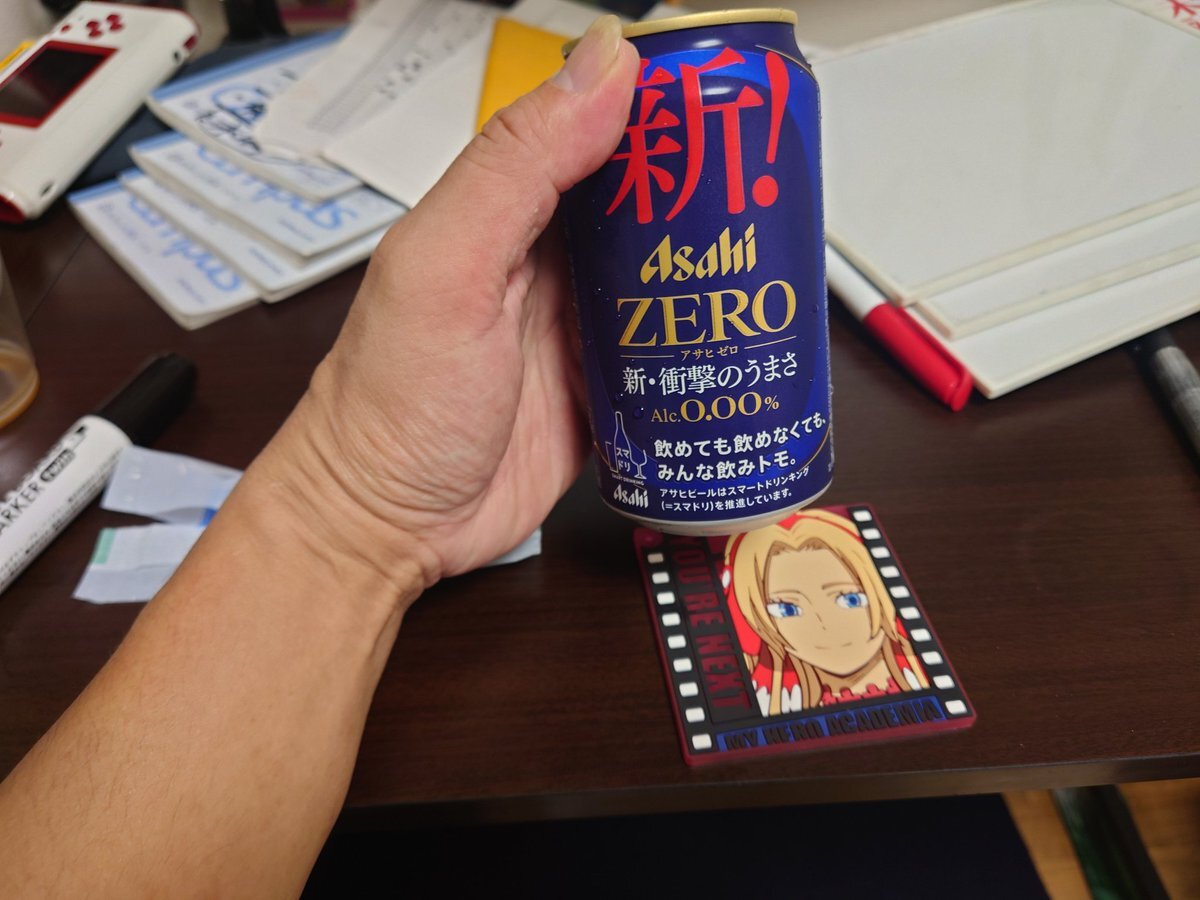 新!
Asahi
ZERO
アサヒゼロ
新・衝撃のうまさ
Alc.0.00%
スマ
ドリ
飲めても飲めなくても、
みんな飲みトモ。
Asahi
アサヒビールはスマートドリンキング
(=スマドリ)を推進しています。
YOU'RE NEXT
MY HERO ACADEMIA
Campus
Campus
MARKER